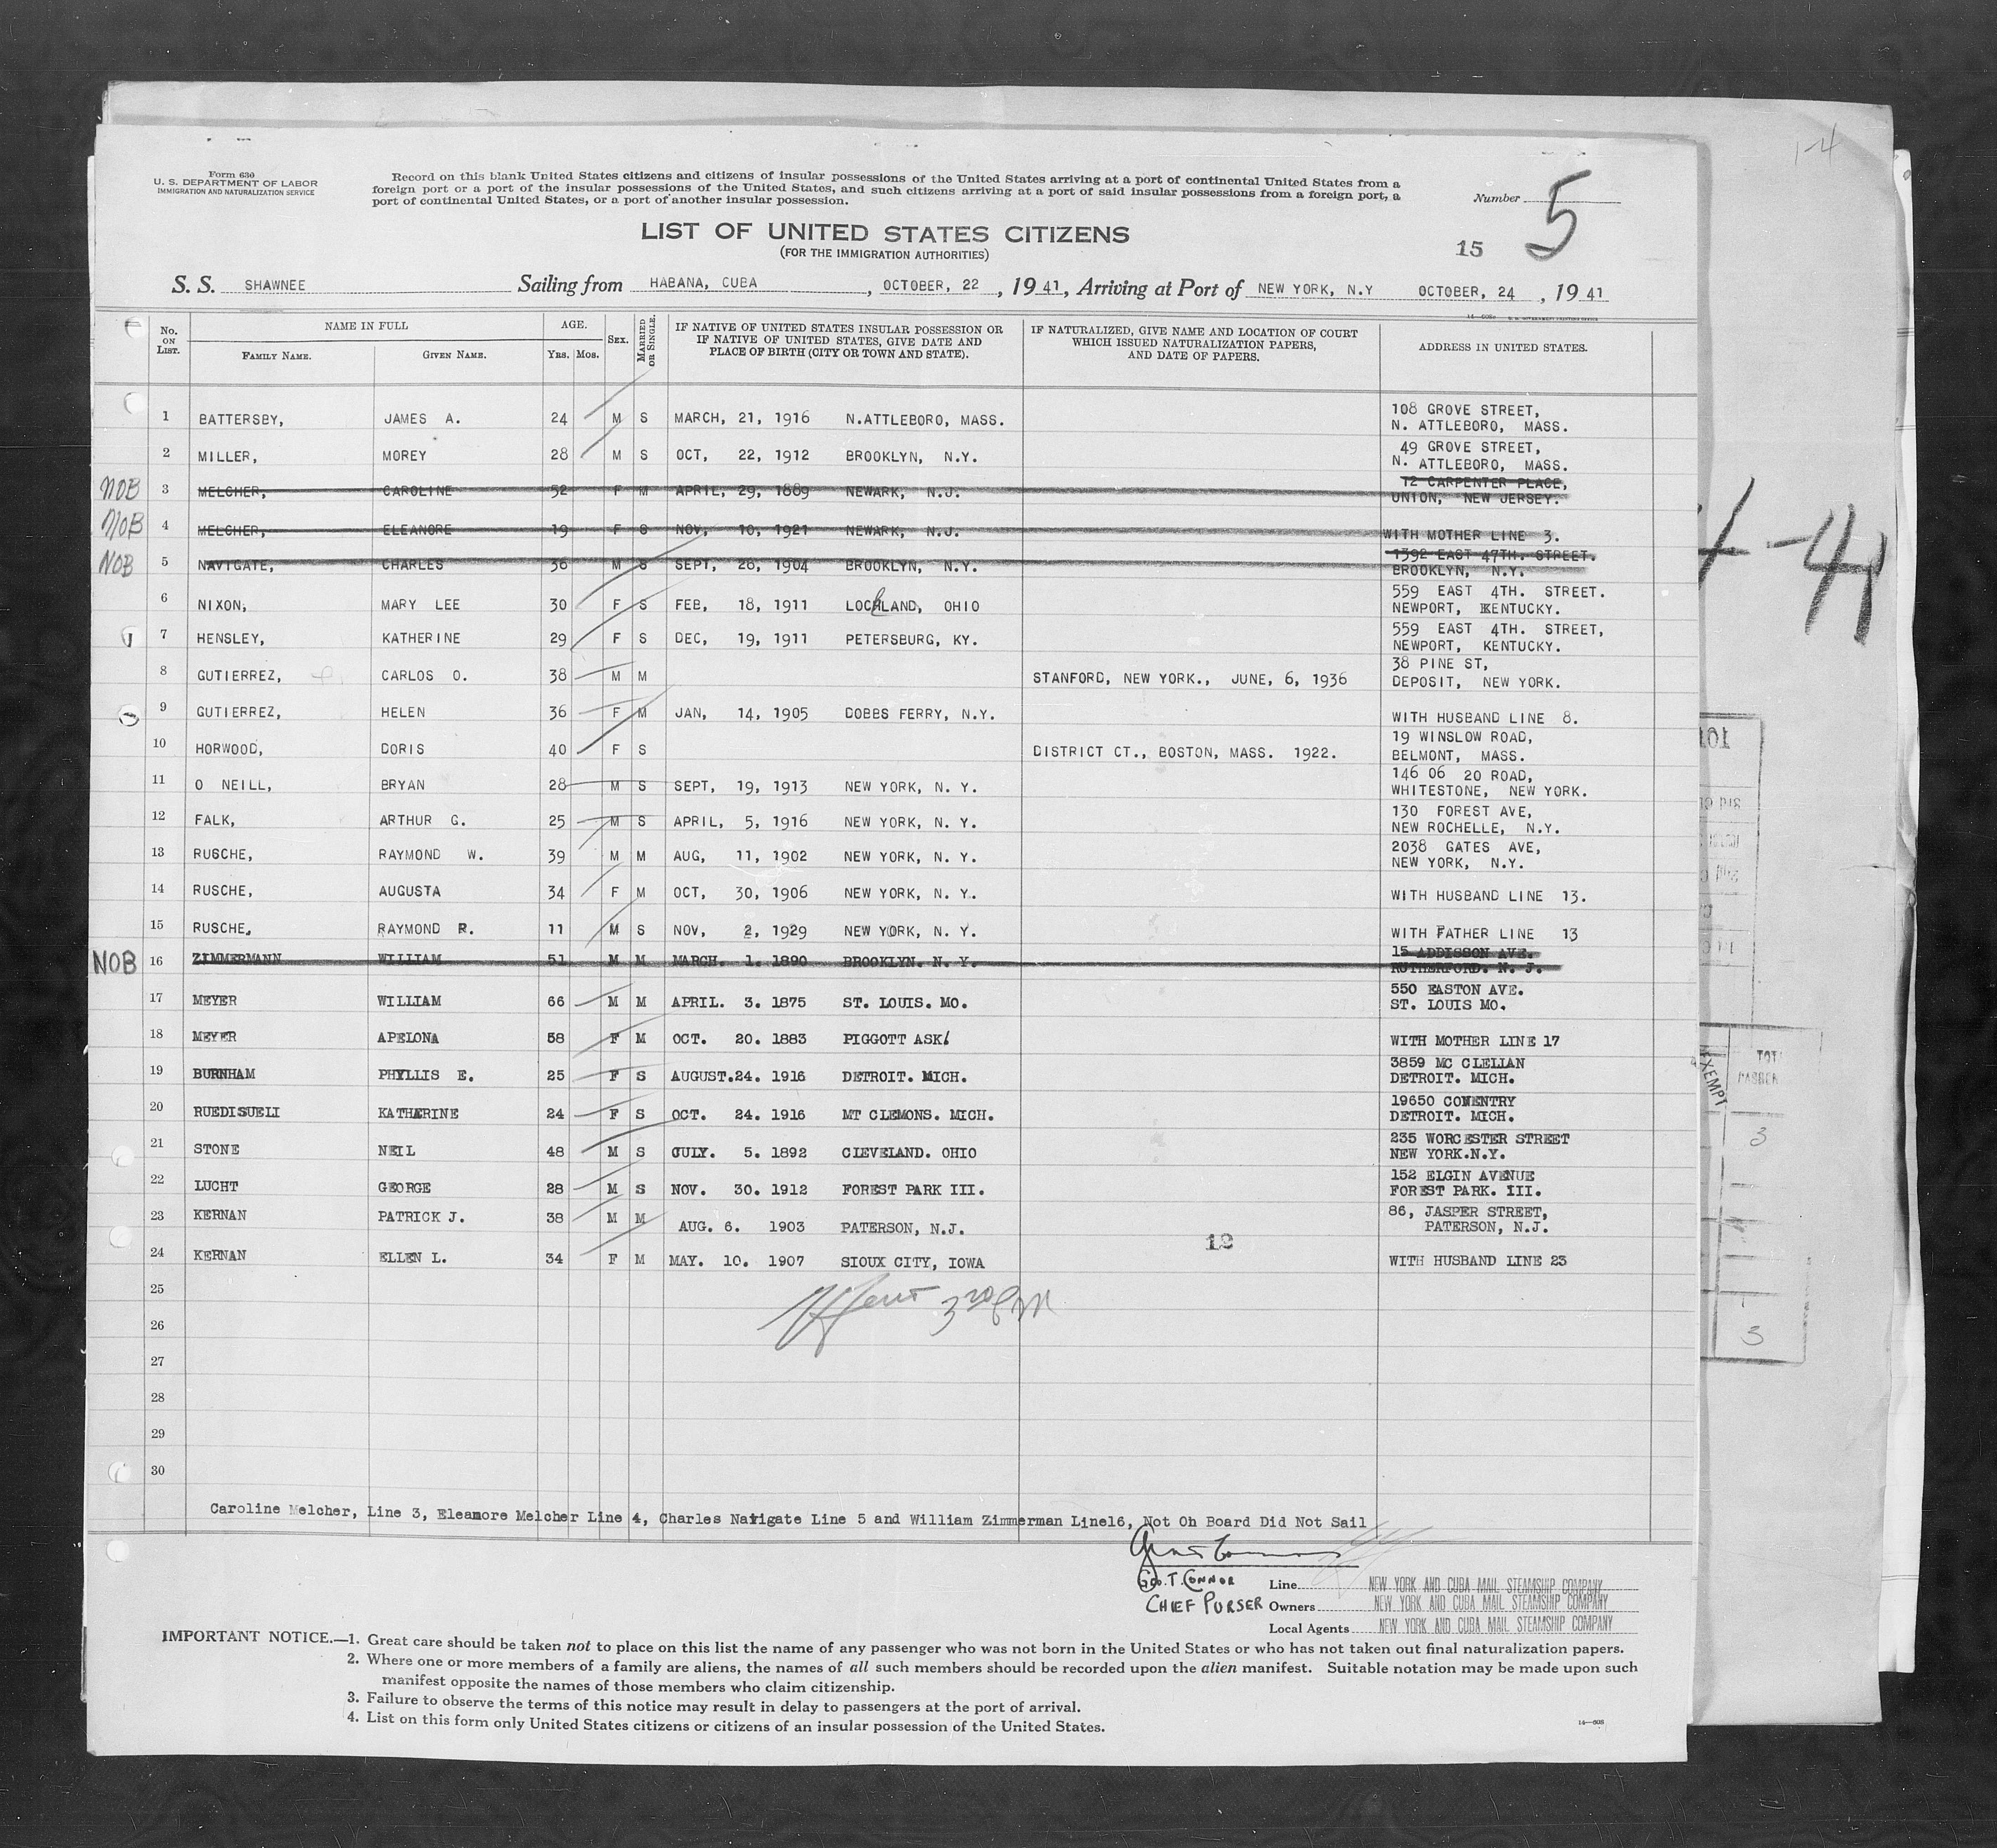 1-4
Form 630
U. S. DEPARTMENT OF LABOR
IMMIGRATION AND NATURALIZATION SERVICE
Record on this blank United States citizens and citizens of insular possessions of the United States arriving at a port of continental United States from a
foreign port or a port of the insular possessions of the United States, and such citizens arriving at a port of said insular possessions from a foreign port, a
port of continental United States, or a port of another insular possession.
Number 5
LIST OF UNITED STATES CITIZENS
(FOR THE IMMIGRATION AUTHORITIES)
15
S. S. SHAWNEE Sailing from HABANA, CUBA , OCTOBER, 22 , 19 41, Arriving at Port of NEW YORK, N.Y OCTOBER, 24 , 19 41
No. ON LIST. NAME IN FULL FAMILY NAME. GIVEN NAME. AGE. Yrs. Mos. SEX. MARRIED OR SINGLE. IF NATIVE OF UNITED STATES INSULAR POSSESSION OR IF NATIVE OF UNITED STATES, GIVE DATE AND PLACE OF BIRTH (CITY OR TOWN AND STATE). IF NATURALIZED, GIVE NAME AND LOCATION OF COURT WHICH ISSUED NATURALIZATION PAPERS, AND DATE OF PAPERS. ADDRESS IN UNITED STATES.
1 BATTERSBY, JAMES A. 24 M S MARCH, 21, 1916 N.ATTLEBORO, MASS. 108 GROVE STREET,
N. ATTLEBORO, MASS.
2 MILLER, MOREY 28 M S OCT, 22, 1912 BROOKLYN, N.Y. 49 GROVE STREET,
N. ATTLEBORO, MASS.
NOB 3 MELCHER, CAROLINE 52 F M APRIL, 29, 1889 NEWARK, N.J. 72 CARPENTER PLACE,
UNION, NEW JERSEY.
NOB 4 MELCHER, ELEANORE 19 F S NOV, 10, 1921 NEWARK, N.J. WITH MOTHER LINE 3.
NOB 5 NAVIGATE, CHARLES 36 M S SEPT, 26, 1904 BROOKLYN, N.Y. 1392 EAST 47TH. STREET.
BROOKLYN, N.Y.
6 NIXON, MARY LEE 30 F S FEB, 18, 1911 LOCKLAND, OHIO 559 EAST 4TH. STREET.
NEWPORT, KENTUCKY.
7 HENSLEY, KATHERINE 29 F S DEC, 19, 1911 PETERSBURG, KY. 559 EAST 4TH. STREET,
NEWPORT, KENTUCKY.
8 GUTIERREZ, CARLOS O. 38 M M STANFORD, NEW YORK., JUNE, 6, 1936 38 PINE ST,
DEPOSIT, NEW YORK.
9 GUTIERREZ, HELEN 36 F M JAN, 14, 1905 DOBBS FERRY, N.Y. WITH HUSBAND LINE 8.
10 HORWOOD, DORIS 40 F S DISTRICT CT., BOSTON, MASS. 1922. 19 WINSLOW ROAD,
BELMONT, MASS.
11 O NEILL, BRYAN 28 M S SEPT, 19, 1913 NEW YORK, N. Y. 146 06 20 ROAD,
WHITESTONE, NEW YORK.
12 FALK, ARTHUR G. 25 M S APRIL, 5, 1916 NEW YORK, N. Y. 130 FOREST AVE,
NEW ROCHELLE, N.Y.
13 RUSCHE, RAYMOND W. 39 M M AUG, 11, 1902 NEW YORK, N. Y. 2038 GATES AVE,
NEW YORK, N.Y.
14 RUSCHE, AUGUSTA 34 F M OCT, 30, 1906 NEW YORK, N. Y. WITH HUSBAND LINE 13.
15 RUSCHE, RAYMOND R. 11 M S NOV, 2, 1929 NEW YORK, N. Y. WITH FATHER LINE 13
NOB 16 ZIMMERMANN WILLIAM 51 M M MARCH. 1. 1890 BROOKLYN. N. Y. 15 ADDISSON AVE.
RUTHERFORD. N. J.
17 MEYER WILLIAM 66 M M APRIL. 3. 1875 ST. LOUIS. MO. 550 EASTON AVE.
ST. LOUIS MO.
18 MEYER APELONA 58 F M OCT. 20. 1883 PIGGOTT ASK. WITH MOTHER LINE 17
19 BURNHAM PHYLLIS E. 25 F S AUGUST.24. 1916 DETROIT. MICH. 3859 MC CLELIAN
DETROIT. MICH.
20 RUEDISUELI KATHERINE 24 F S OCT. 24. 1916 MT CLEMONS. MICH. 19650 COVENTRY
DETROIT. MICH.
21 STONE NEIL 48 M S JULY. 5. 1892 CLEVELAND. OHIO 235 WORCESTER STREET
NEW YORK.N.Y.
22 LUCHT GEORGE 28 M S NOV. 30. 1912 FOREST PARK III. 152 ELGIN AVENUE
FOREST PARK. III.
23 KERNAN PATRICK J. 38 M M AUG. 6. 1903 PATERSON, N.J. 86, JASPER STREET,
PATERSON, N.J.
12
24 KERNAN ELLEN L. 34 F M MAY. 10. 1907 SIOUX CITY, IOWA WITH HUSBAND LINE 23
25
26
27
28
29
30
Caroline Melcher, Line 3, Eleamore Melcher Line 4, Charles Navigate Line 5 and William Zimmerman Line16, Not On Board Did Not Sail
GEO. T. CONNOR
CHIEF PURSER
Line NEW YORK AND CUBA MAIL STEAMSHIP COMPANY
Owners NEW YORK AND CUBA MAIL STEAMSHIP COMPANY
Local Agents NEW YORK AND CUBA MAIL STEAMSHIP COMPANY
IMPORTANT NOTICE.—1. Great care should be taken not to place on this list the name of any passenger who was not born in the United States or who has not taken out final naturalization papers.
2. Where one or more members of a family are aliens, the names of all such members should be recorded upon the alien manifest. Suitable notation may be made upon such
manifest opposite the names of those members who claim citizenship.
3. Failure to observe the terms of this notice may result in delay to passengers at the port of arrival.
4. List on this form only United States citizens or citizens of an insular possession of the United States.
14—608
-41
EXEMPT
3
3